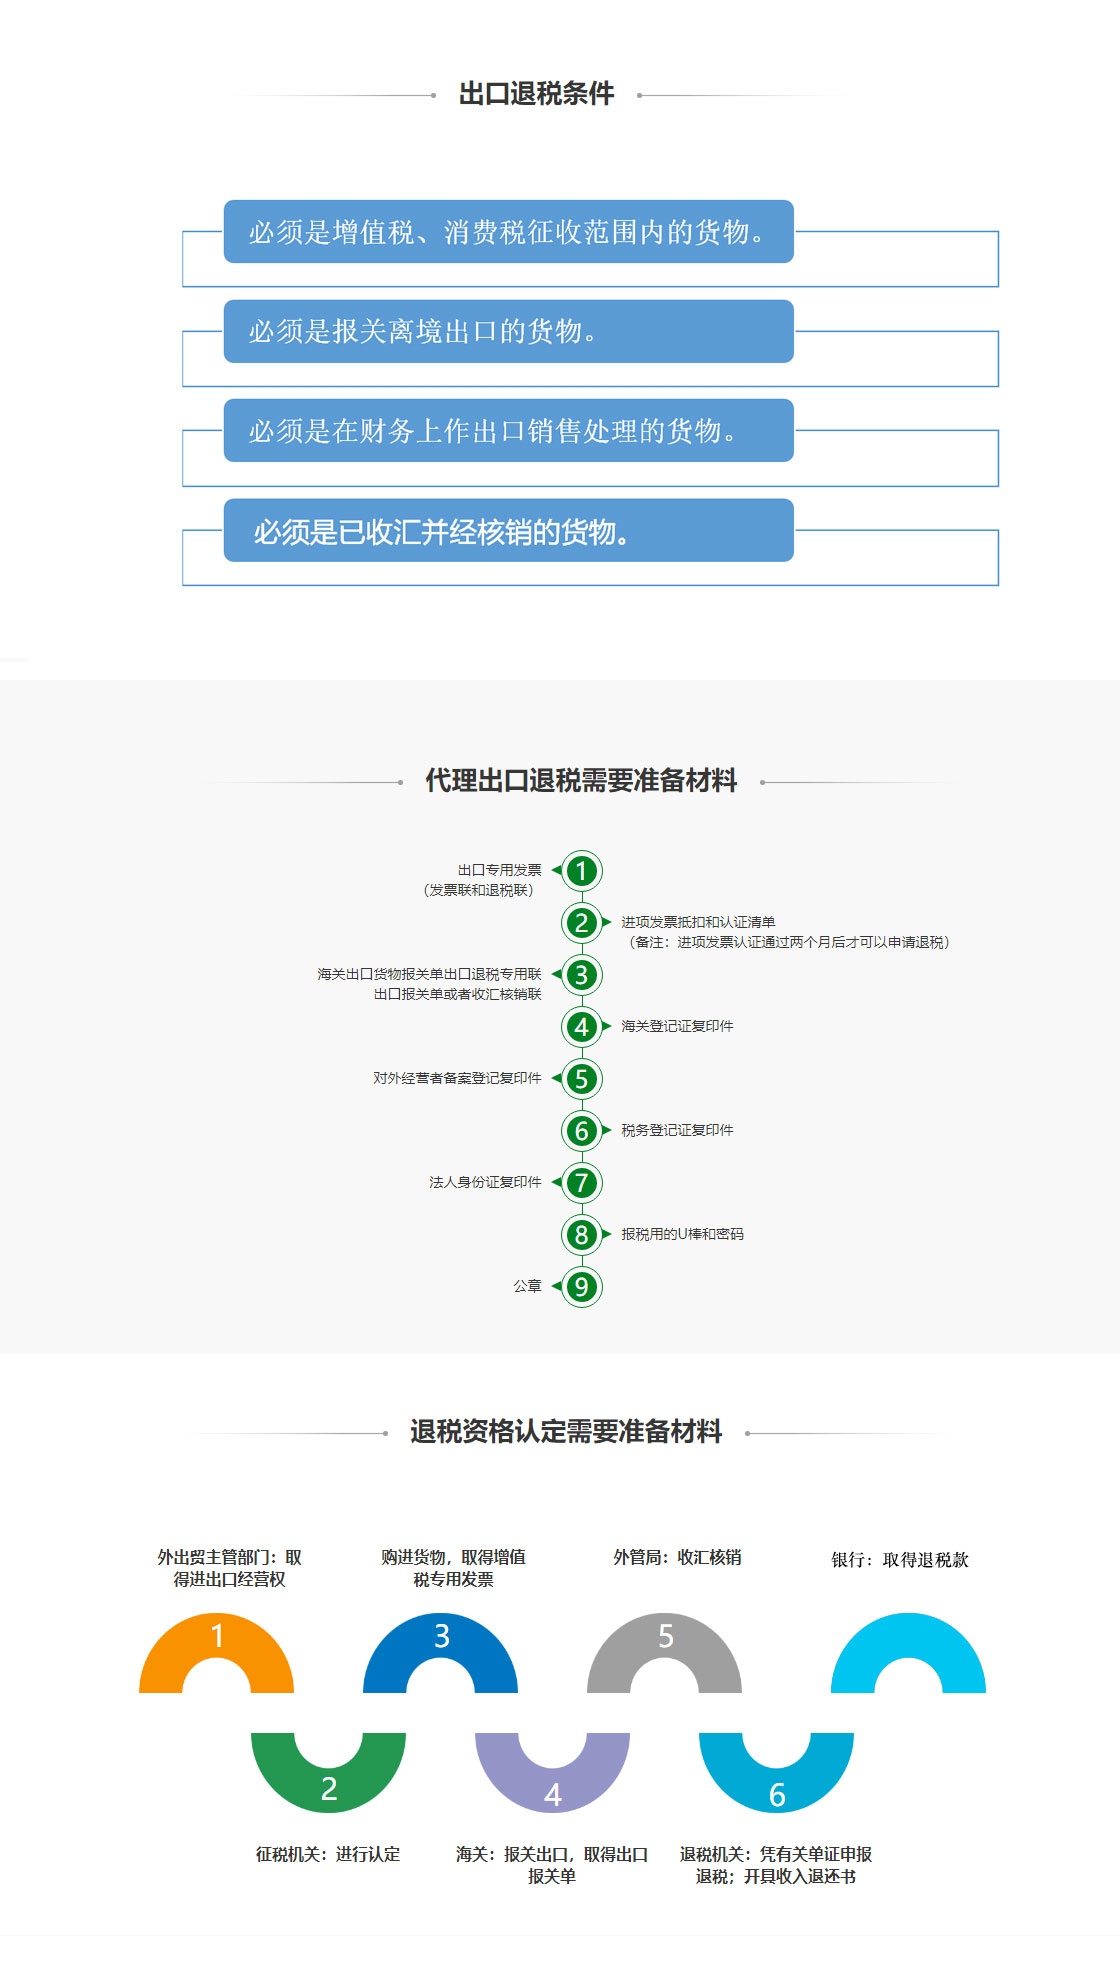 出口退税条件
必须是增值税、消费税征收范围内的货物。
必须是报关离境出口的货物。
必须是在财务上作出口销售处理的货物。
必须是已收汇并经核销的货物。
代理出口退税需要准备材料
出口专用发票
（发票联和退税联）
1
2
进项发票抵扣和认证清单
（备注：进项发票认证通过两个月后才可以申请退税）
海关出口货物报关单出口退税专用联
出口报关单或者收汇核销联
3
4
海关登记证复印件
对外经营者备案登记复印件
5
6
税务登记证复印件
法人身份证复印件
7
8
报税用的U棒和密码
公章
9
退税资格认定需要准备材料
外出贸主管部门：取
得进出口经营权
1
2
征税机关：进行认定
购进货物，取得增值
税专用发票
3
4
海关：报关出口，取得出口
报关单
外管局：收汇核销
5
6
退税机关：凭有关单证申报
退税；开具收入退还书
银行：取得退税款